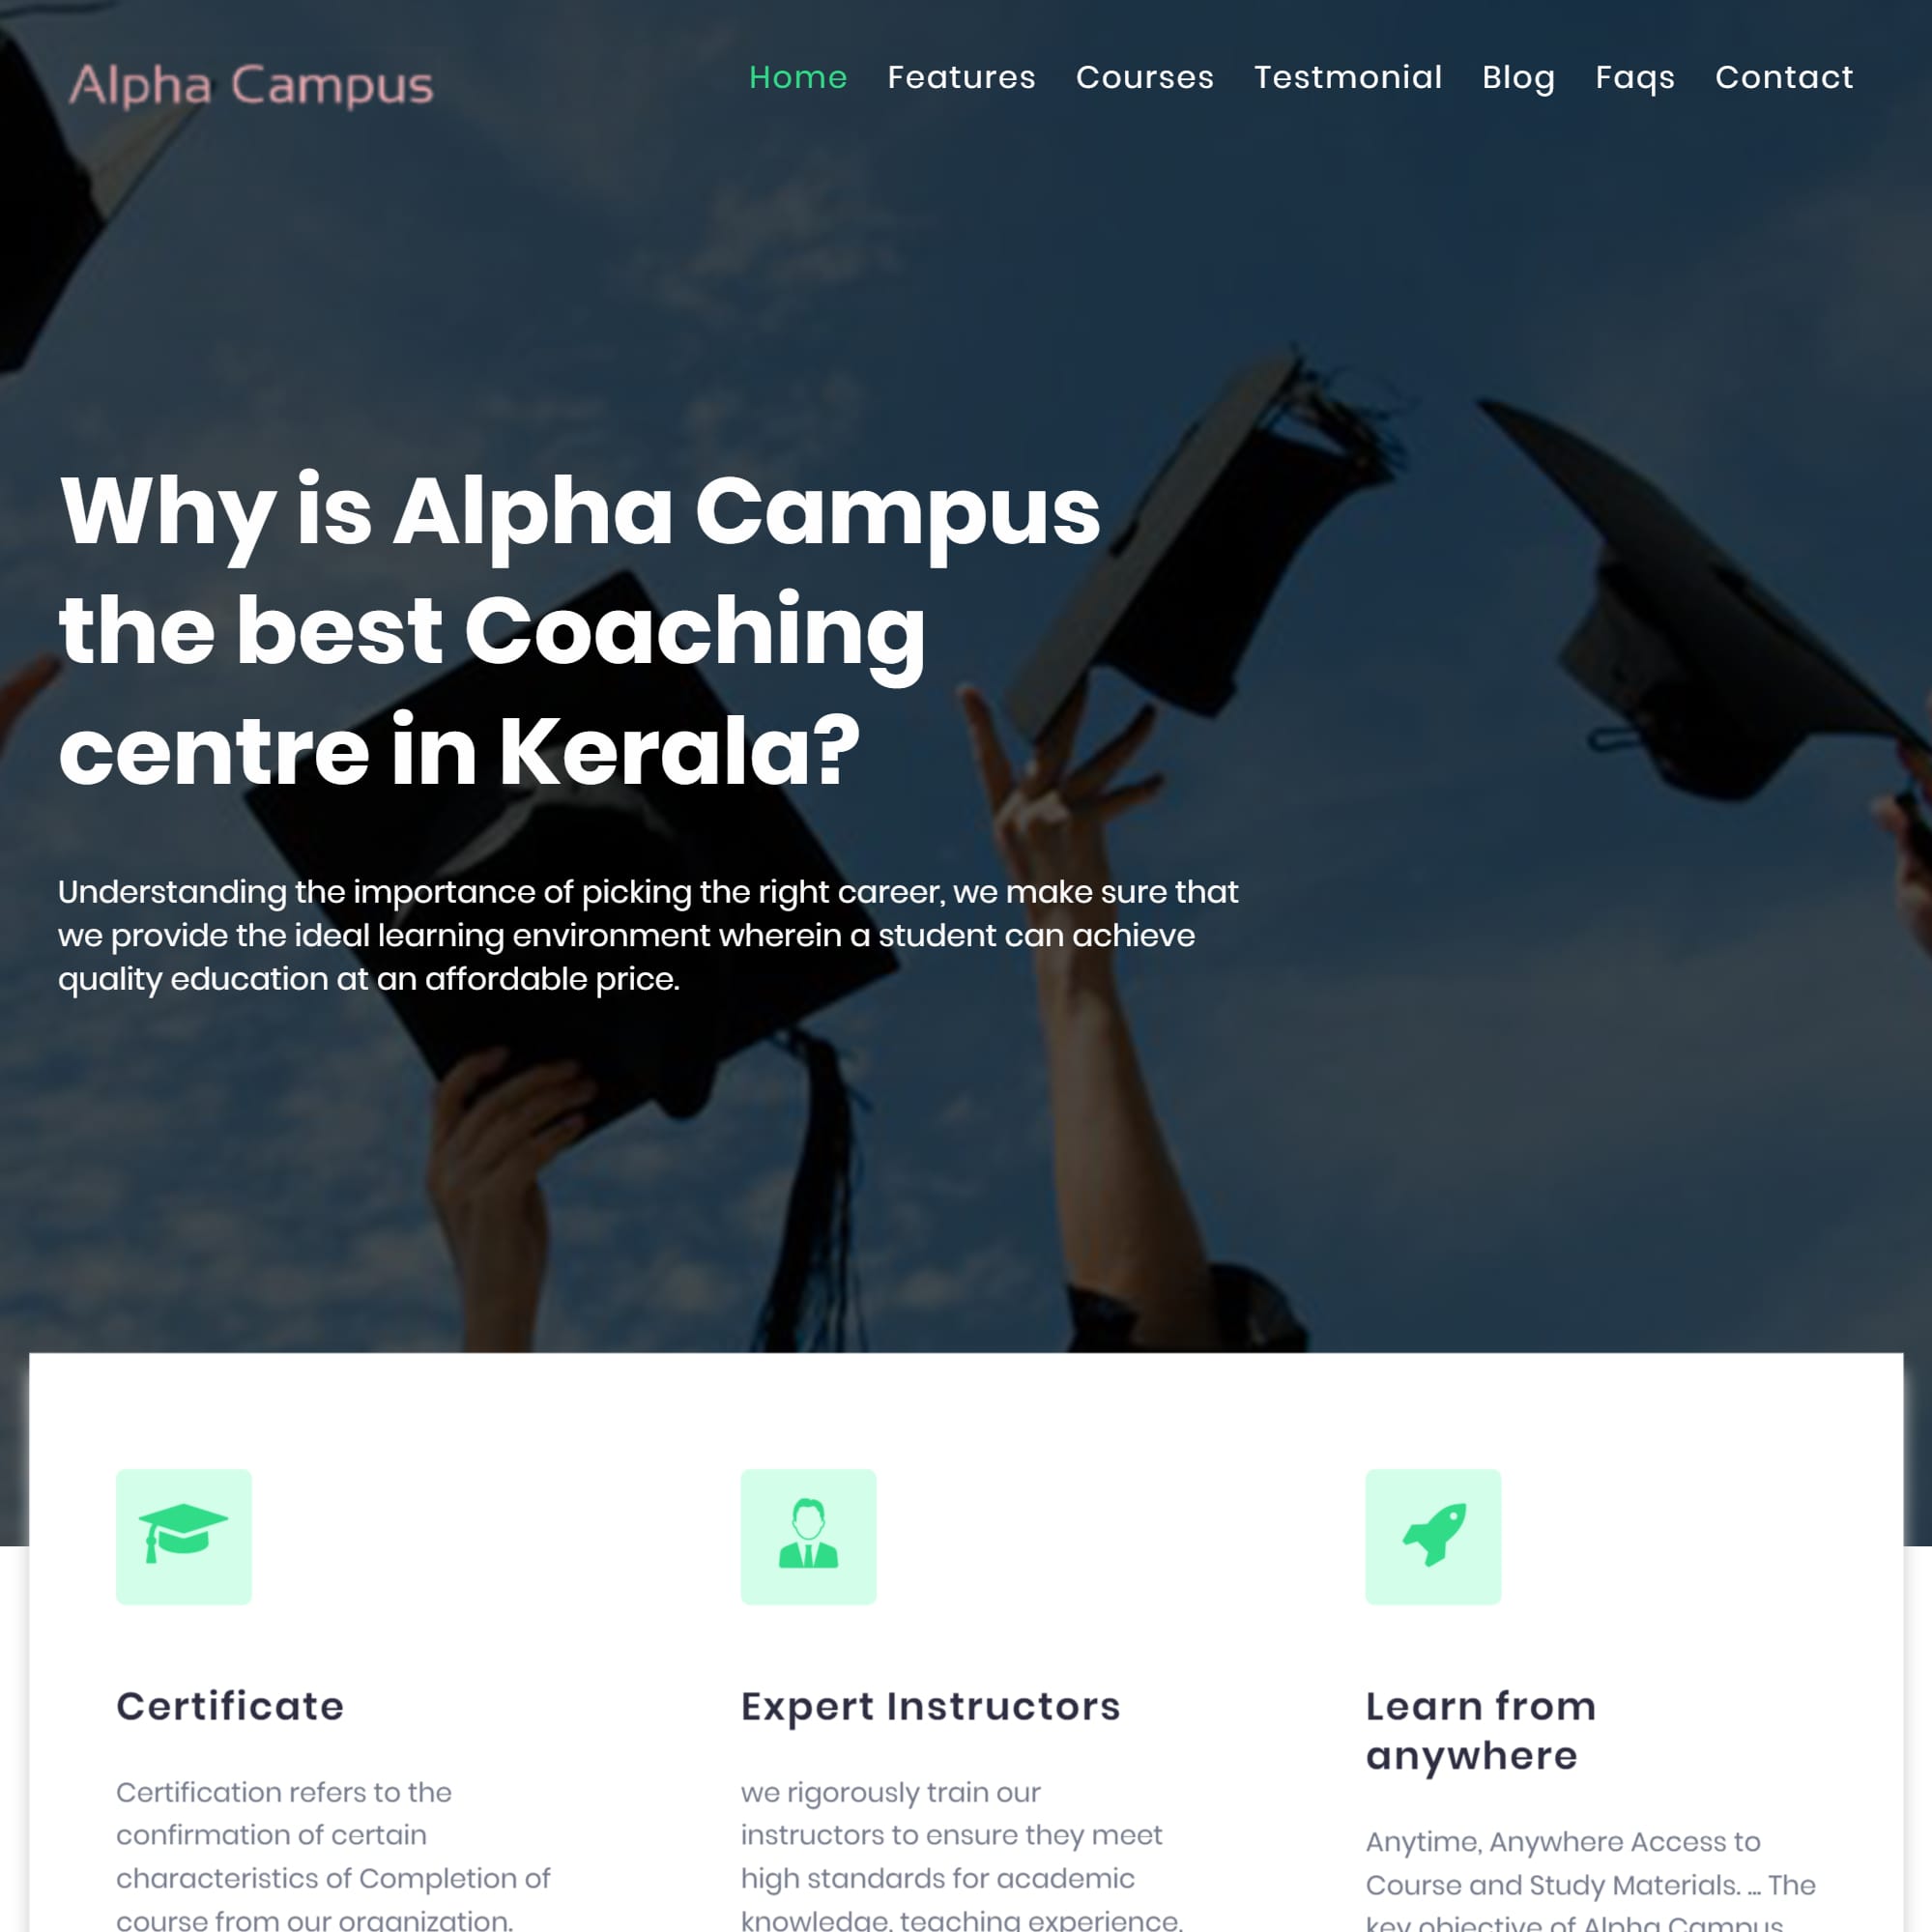 Alpha Campus
Home Features Courses Testmonial Blog Faqs Contact
Why is Alpha Campus
the best Coaching
centre in Kerala?
Understanding the importance of picking the right career, we make sure that
we provide the ideal learning environment wherein a student can achieve
quality education at an affordable price.
Certificate
Certification refers to the
confirmation of certain
characteristics of Completion of
course from our organization.
Expert Instructors
we rigorously train our
instructors to ensure they meet
high standards for academic
knowledge, teaching experience,
Learn from
anywhere
Anytime, Anywhere Access to
Course and Study Materials. ... The
key objective of Alpha Campus